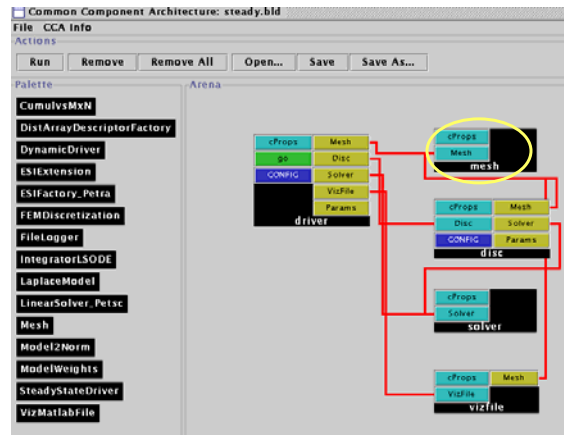 Common Component Architecture: steady.bld
File CCA Info
Actions
Run Remove Remove All Open... Save Save As...
Palette
Arena
CumulvsMxN
DistArrayDescriptorFactory
DynamicDriver
ESIExtension
ESIFactory_Petra
FEMDiscretization
FileLogger
IntegratorLSODE
LaplaceModel
LinearSolver_Petsc
Mesh
Model2Norm
ModelWeights
SteadyStateDriver
VizMatlabFile
cProps Mesh
go Disc
CONFIG Solver
VizFile
Params
driver
cProps
Mesh
mesh
cProps Mesh
Disc Solver
CONFIG Params
disc
cProps
Solver
solver
cProps Mesh
VizFile
vizfile